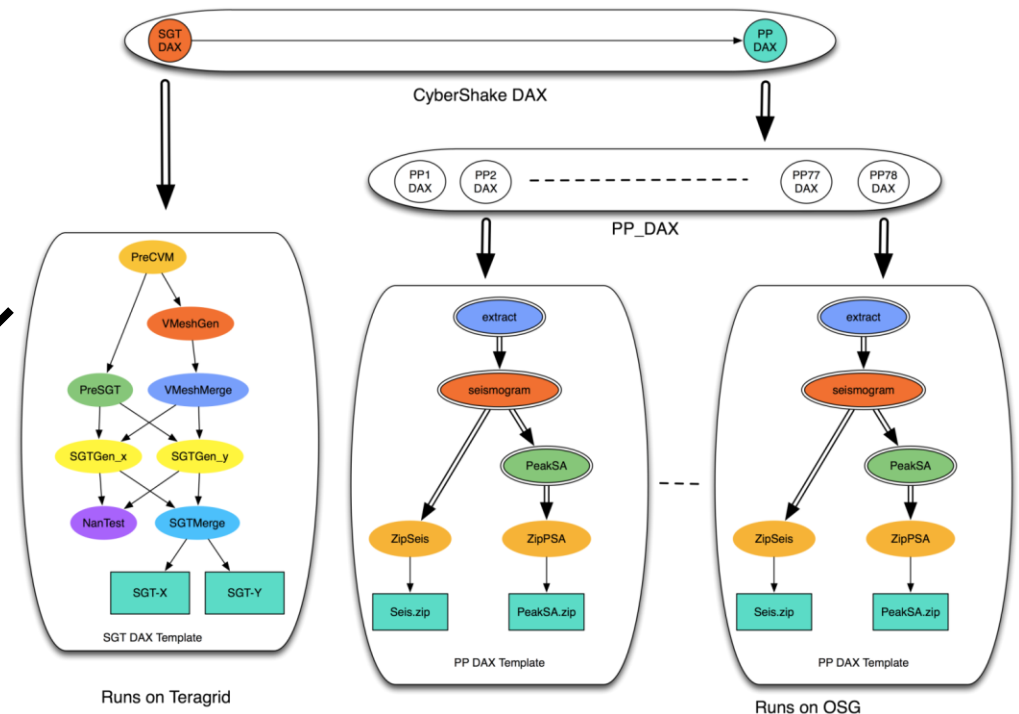 SGT
DAX
PP
DAX
CyberShake DAX
PP1
DAX
PP2
DAX
PP77
DAX
PP78
DAX
PP_DAX
PreCVM
VMeshGen
PreSGT
VMeshMerge
SGTGen_x
SGTGen_y
NanTest
SGTMerge
SGT-X
SGT-Y
SGT DAX Template
Runs on Teragrid
extract
seismogram
PeakSA
ZipSeis
ZipPSA
Seis.zip
PeakSA.zip
PP DAX Template
extract
seismogram
PeakSA
ZipSeis
ZipPSA
Seis.zip
PeakSA.zip
PP DAX Template
Runs on OSG